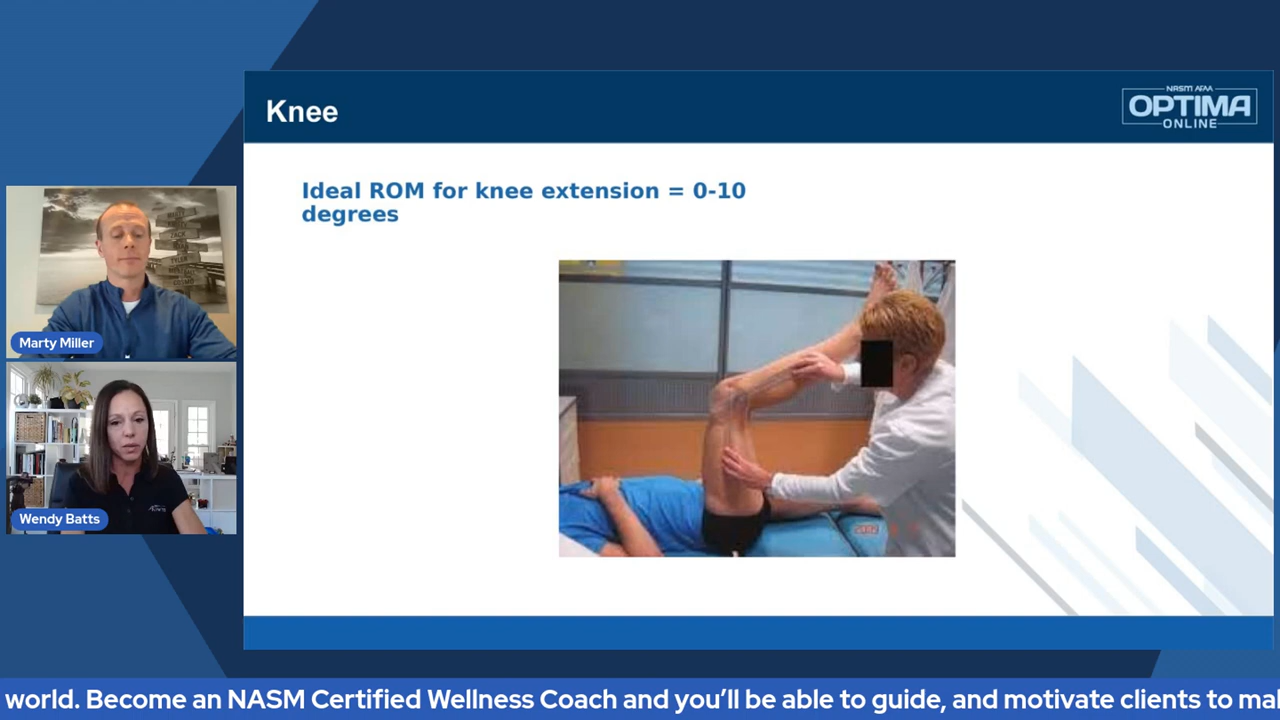 Knee
NASM AFAA
OPTIMA
ONLINE
Ideal ROM for knee extension = 0-10
degrees
Marty Miller
Wendy Batts
world. Become an NASM Certified Wellness Coach and you’ll be able to guide, and motivate clients to ma